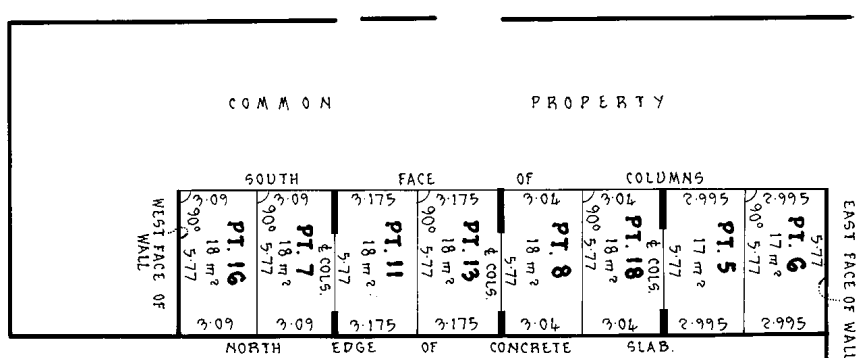 COMMON PROPERTY
SOUTH FACE OF COLUMNS
3·09 3·09 3·175 3·175 3·04 3·04 2·995 2·995
WEST FACE OF
WALL
90° 5·77
18 m²
PT. 16
90° 5·77
18 m²
PT. 7
₵ COLS.
5·77
18 m²
PT. 11
90° 5·77
18 m²
PT. 13
₵ COLS.
5·77
18 m²
PT. 8
90° 5·77
18 m²
PT. 18
₵ COLS.
5·77
17 m²
PT. 5
90° 5·77
17 m²
PT. 6
5·77
EAST FACE OF WALL
3·09 3·09 3·175 3·175 3·04 3·04 2·995 2·995
NORTH EDGE OF CONCRETE SLAB.